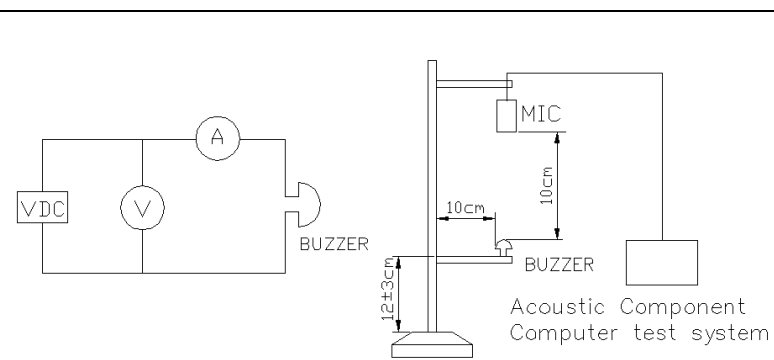 A
VDC
V
BUZZER
MIC
10cm
10cm
BUZZER
12±3cm
Acoustic Component
Computer test system